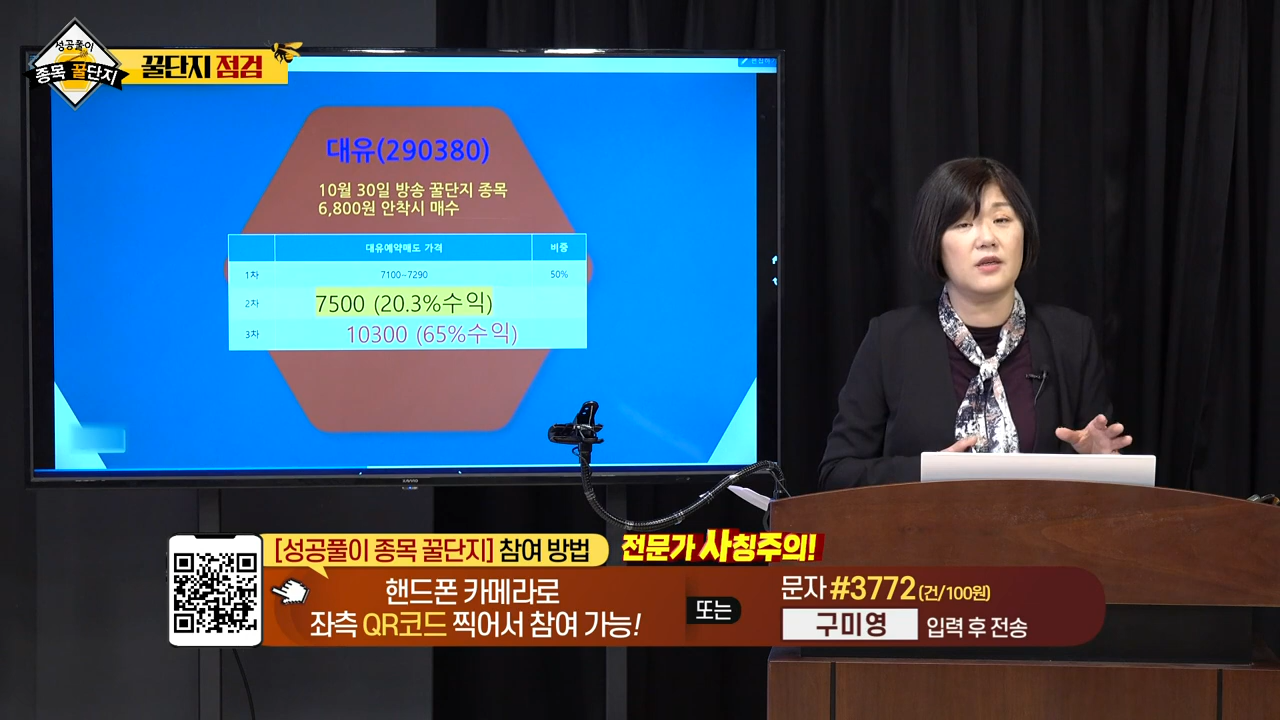 성공풀이
종목 꿀단지
꿀단지 점검
대유(290380)
10월 30일 방송 꿀단지 종목
6,800원 안착시 매수
대유예약매도 가격 비중
1차 7100~7290 50%
2차 7500 (20.3%수익)
3차 10300 (65%수익)
[성공풀이 종목 꿀단지] 참여 방법
전문가 사칭주의!
핸드폰 카메라로
좌측 QR코드 찍어서 참여 가능!
또는
문자 #3772(건/100원)
구미영 입력 후 전송